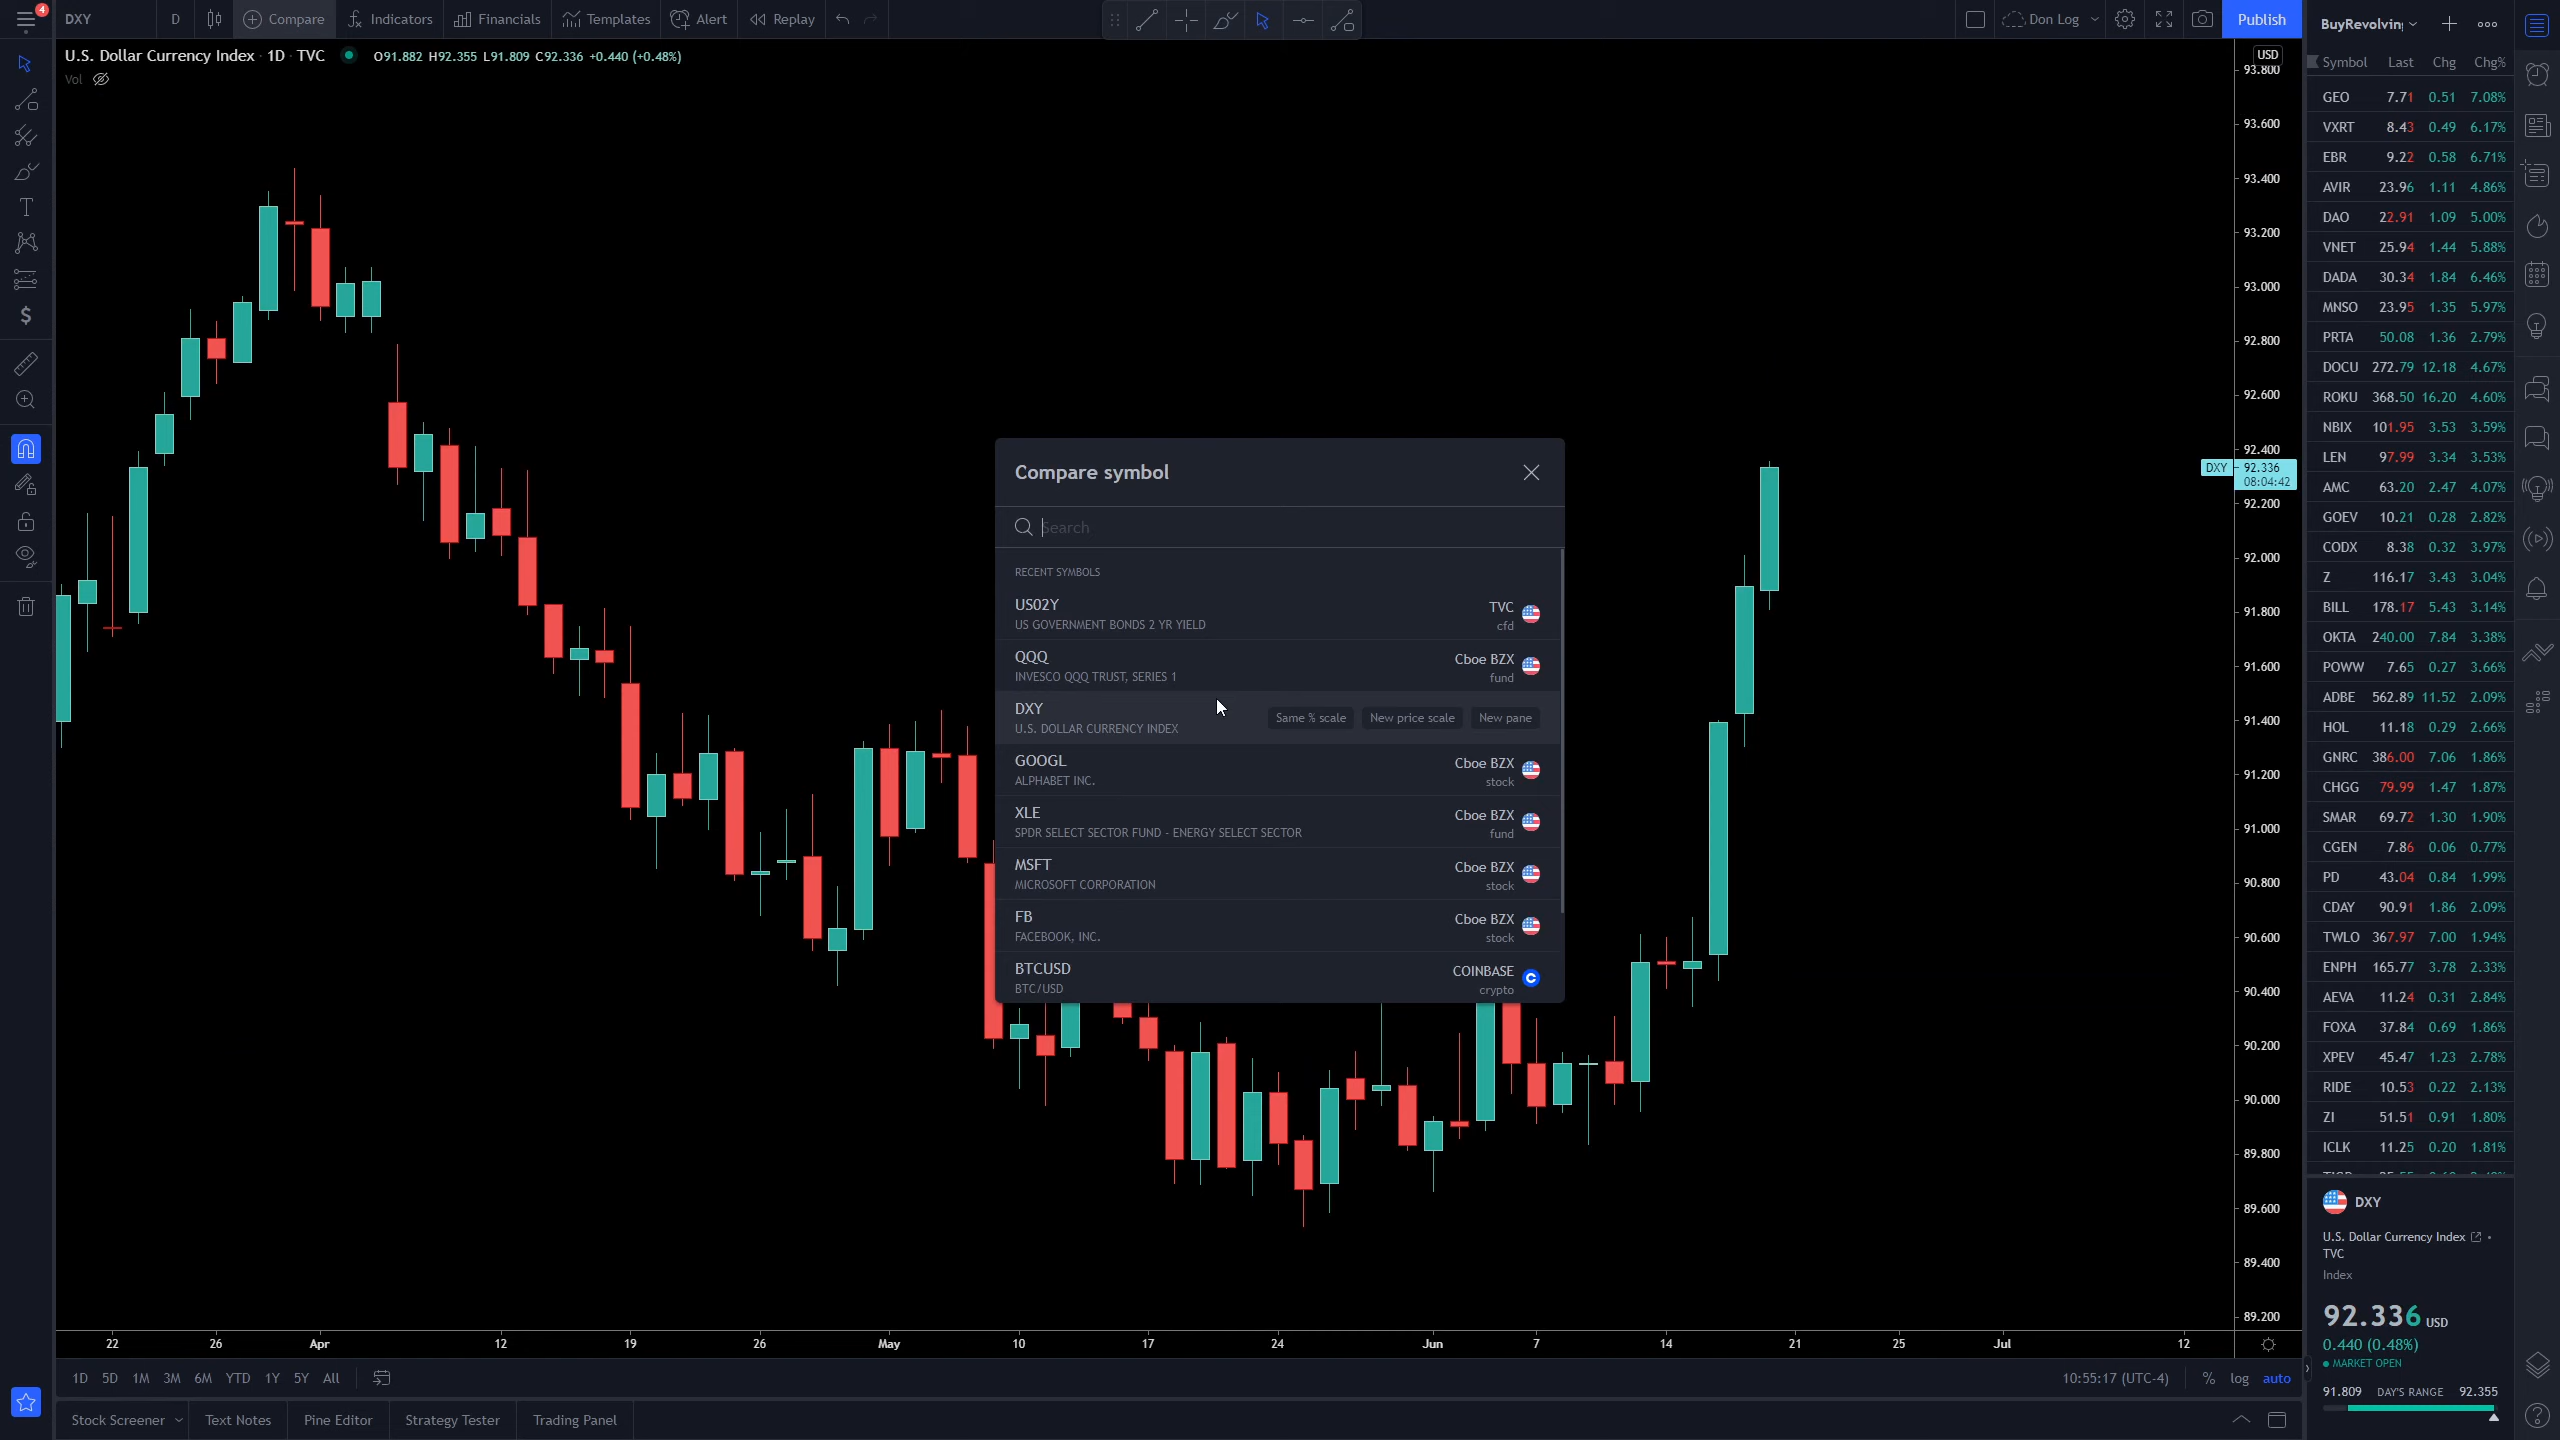 4
DXY
D
Compare
Indicators
Financials
Templates
Alert
Replay
Don Log
Publish
U.S. Dollar Currency Index · 1D · TVC
O91.882 H92.355 L91.809 C92.336 +0.440 (+0.48%)
Vol
USD
93.800
93.600
93.400
93.200
93.000
92.800
92.600
92.400
DXY 92.336
08:04:42
92.200
92.000
91.800
91.600
91.400
91.200
91.000
90.800
90.600
90.400
90.200
90.000
89.800
89.600
89.400
89.200
Compare symbol
Search
RECENT SYMBOLS
US02Y
US GOVERNMENT BONDS 2 YR YIELD
TVC
cfd
QQQ
INVESCO QQQ TRUST, SERIES 1
Cboe BZX
fund
DXY
U.S. DOLLAR CURRENCY INDEX
Same % scale
New price scale
New pane
GOOGL
ALPHABET INC.
Cboe BZX
stock
XLE
SPDR SELECT SECTOR FUND - ENERGY SELECT SECTOR
Cboe BZX
fund
MSFT
MICROSOFT CORPORATION
Cboe BZX
stock
FB
FACEBOOK, INC.
Cboe BZX
stock
BTCUSD
BTC/USD
COINBASE
crypto
22 26 Apr 12 19 26 May 10 17 24 Jun 7 14 21 25 Jul 12
1D 5D 1M 3M 6M YTD 1Y 5Y All
10:55:17 (UTC-4) % log auto
Stock Screener
Text Notes
Pine Editor
Strategy Tester
Trading Panel
BuyRevolvin
Symbol Last Chg Chg%
GEO 7.71 0.51 7.08%
VXRT 8.43 0.49 6.17%
EBR 9.22 0.58 6.71%
AVIR 23.96 1.11 4.86%
DAO 22.91 1.09 5.00%
VNET 25.94 1.44 5.88%
DADA 30.34 1.84 6.46%
MNSO 23.95 1.35 5.97%
PRTA 50.08 1.36 2.79%
DOCU 272.79 12.18 4.67%
ROKU 368.50 16.20 4.60%
NBIX 101.95 3.53 3.59%
LEN 97.99 3.34 3.53%
AMC 63.20 2.47 4.07%
GOEV 10.21 0.28 2.82%
CODX 8.38 0.32 3.97%
Z 116.17 3.43 3.04%
BILL 178.17 5.43 3.14%
OKTA 240.00 7.84 3.38%
POWW 7.65 0.27 3.66%
ADBE 562.89 11.52 2.09%
HOL 11.18 0.29 2.66%
GNRC 386.00 7.06 1.86%
CHGG 79.99 1.47 1.87%
SMAR 69.72 1.30 1.90%
CGEN 7.86 0.06 0.77%
PD 43.04 0.84 1.99%
CDAY 90.91 1.86 2.09%
TWLO 367.97 7.00 1.94%
ENPH 165.77 3.78 2.33%
AEVA 11.24 0.31 2.84%
FOXA 37.84 0.69 1.86%
XPEV 45.47 1.23 2.78%
RIDE 10.53 0.22 2.13%
ZI 51.51 0.91 1.80%
ICLK 11.25 0.20 1.81%
DXY
U.S. Dollar Currency Index
TVC
Index
92.336 USD
0.440 (0.48%)
MARKET OPEN
91.809 DAY'S RANGE 92.355